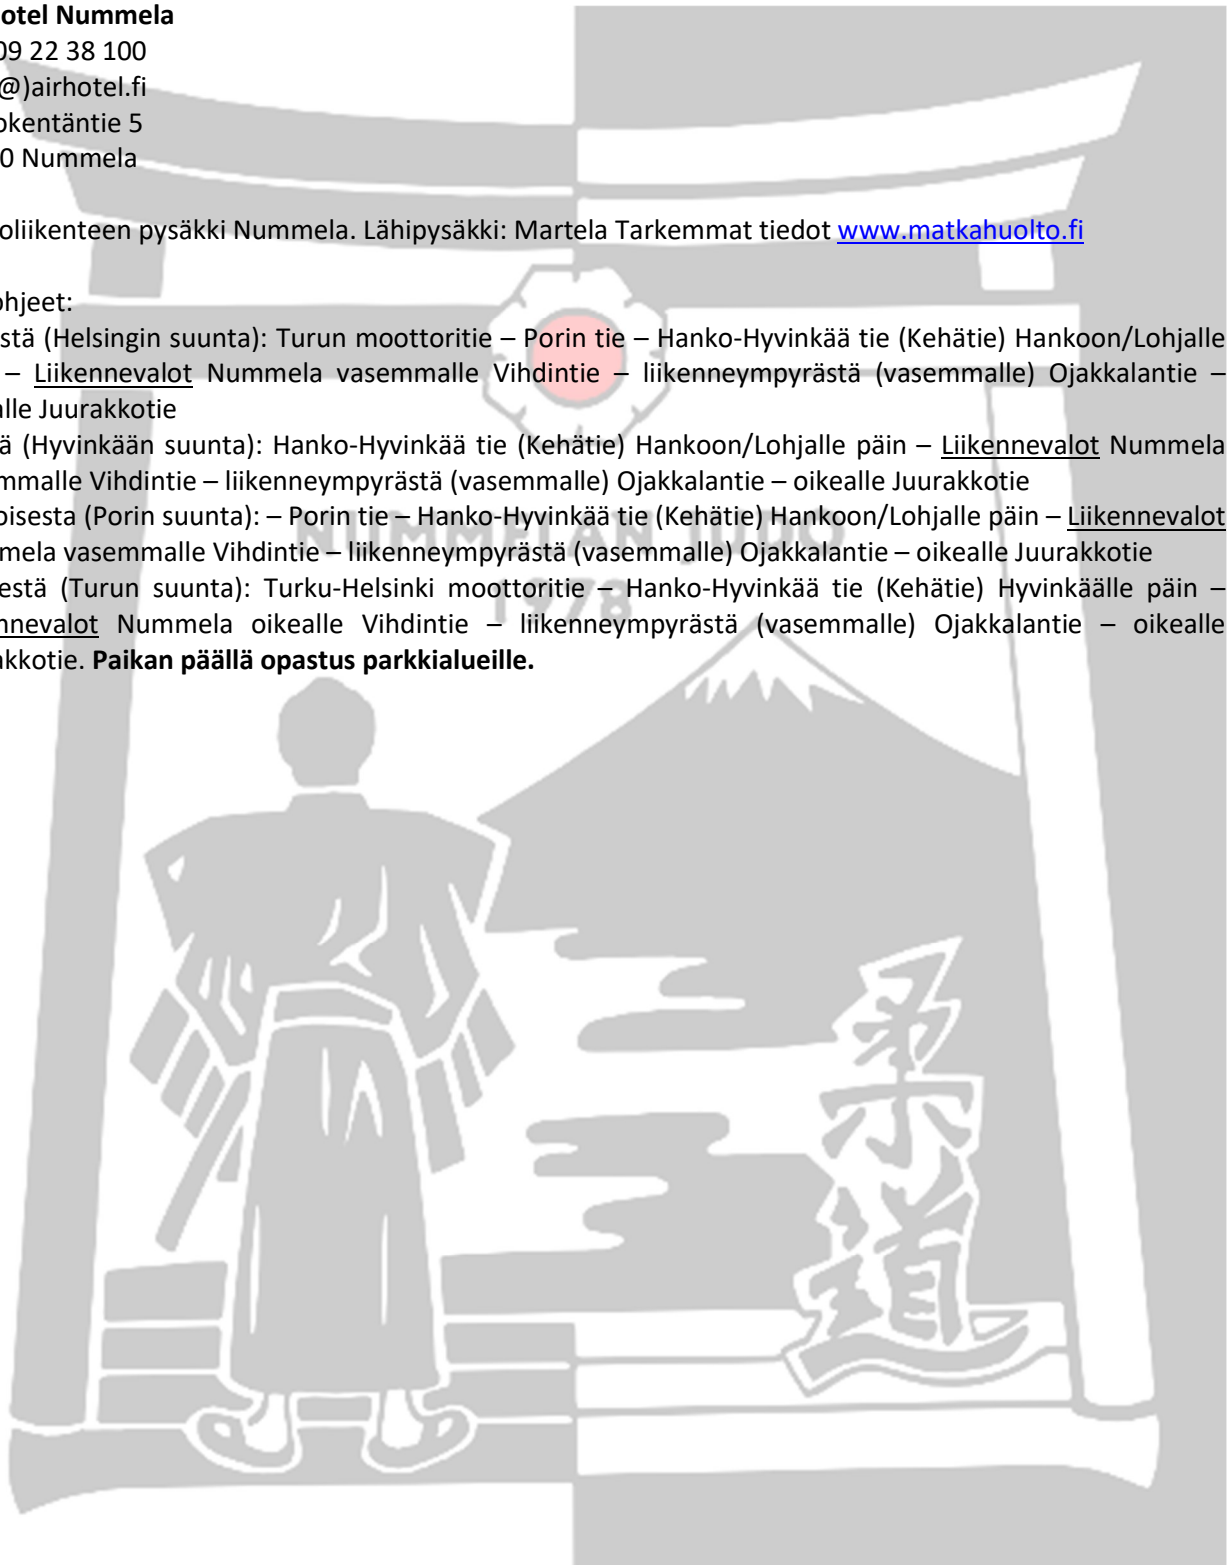 otel Nummela
09 22 38 100
@)airhotel.fi
okentäntie 5
0 Nummela
oliikenteen pysäkki Nummela. Lähipysäkki: Martela Tarkemmat tiedot www.matkahuolto.fi
ohjeet:
stä (Helsingin suunta): Turun moottoritie – Porin tie – Hanko-Hyvinkää tie (Kehätie) Hankoon/Lohjalle
– Liikennevalot Nummela vasemmalle Vihdintie – liikenneympyrästä (vasemmalle) Ojakkalantie –
alle Juurakkotie
ä (Hyvinkään suunta): Hanko-Hyvinkää tie (Kehätie) Hankoon/Lohjalle päin – Liikennevalot Nummela
mmalle Vihdintie – liikenneympyrästä (vasemmalle) Ojakkalantie – oikealle Juurakkotie
oisesta (Porin suunta): – Porin tie – Hanko-Hyvinkää tie (Kehätie) Hankoon/Lohjalle päin – Liikennevalot
mela vasemmalle Vihdintie – liikenneympyrästä (vasemmalle) Ojakkalantie – oikealle Juurakkotie
estä (Turun suunta): Turku-Helsinki moottoritie – Hanko-Hyvinkää tie (Kehätie) Hyvinkäälle päin –
nnevalot Nummela oikealle Vihdintie – liikenneympyrästä (vasemmalle) Ojakkalantie – oikealle
akkotie. Paikan päällä opastus parkkialueille.
NUMMELAN JUDO
1978
柔道